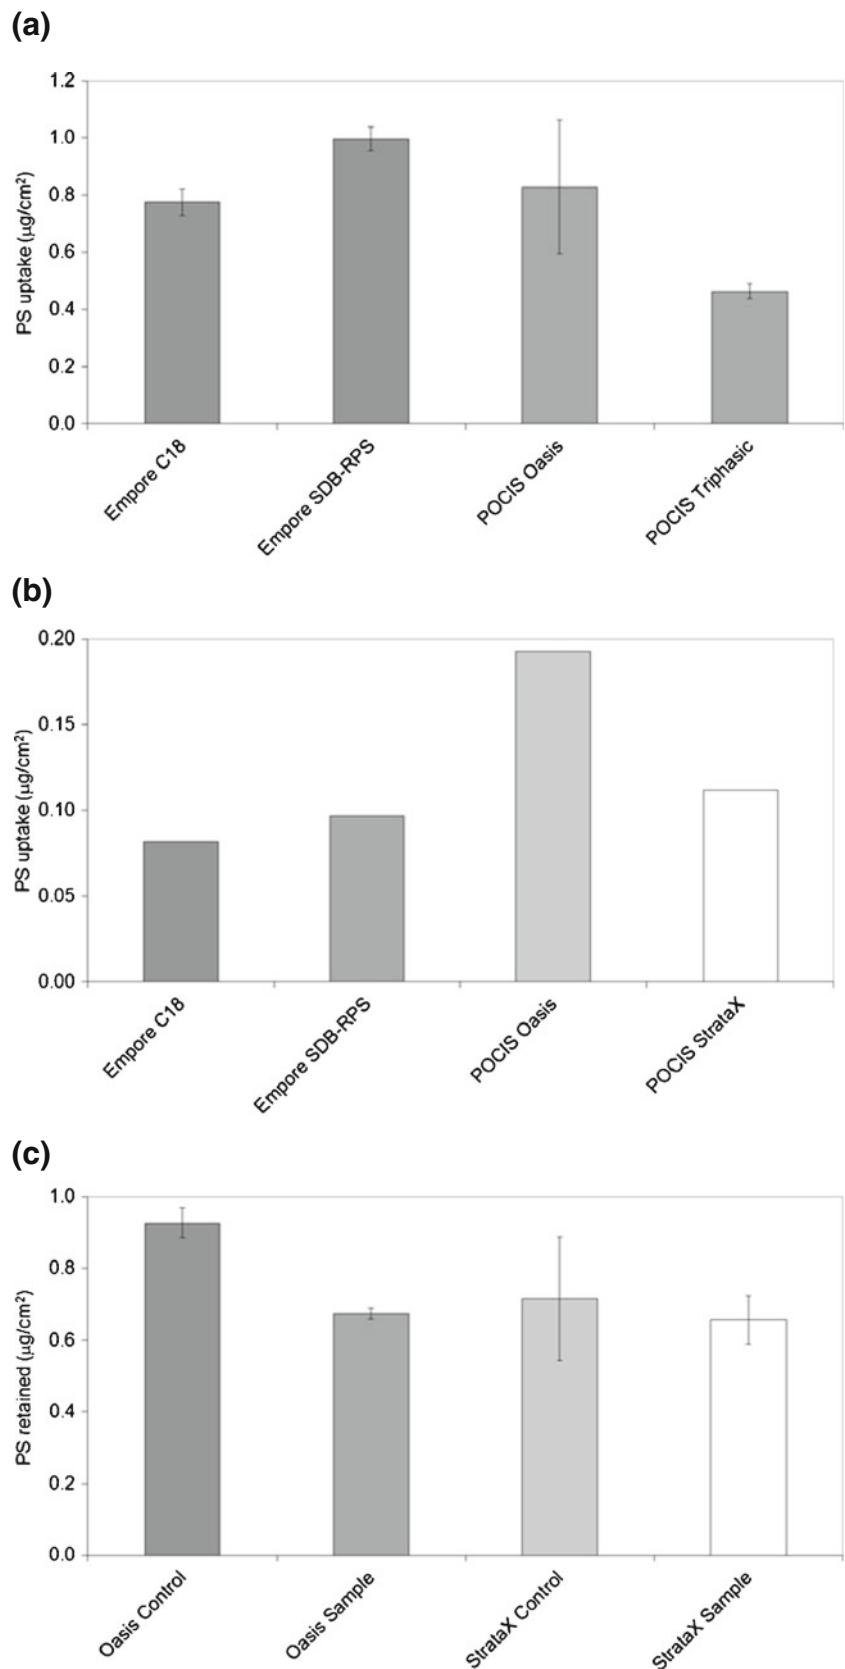 (a)
PS uptake (µg/cm²)
1.2
1.0
0.8
0.6
0.4
0.2
0.0
Empore C18
Empore SDB-RPS
POCIS Oasis
POCIS Triphasic
(b)
PS uptake (µg/cm²)
0.20
0.15
0.10
0.05
0.00
Empore C18
Empore SDB-RPS
POCIS Oasis
POCIS StrataX
(c)
PS retained (µg/cm²)
1.0
0.8
0.6
0.4
0.2
0.0
Oasis Control
Oasis Sample
StrataX Control
StrataX Sample